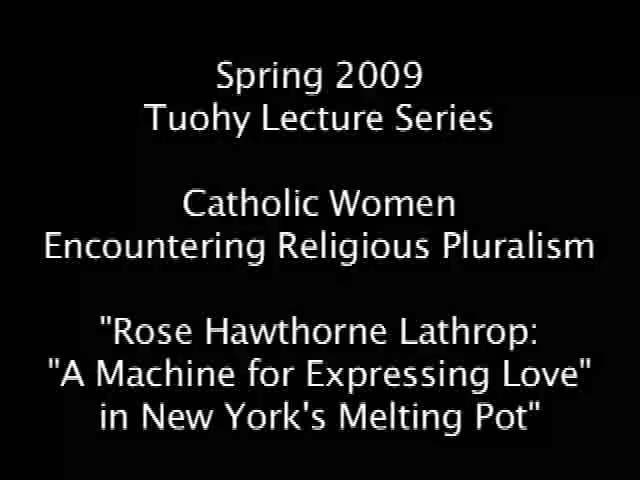 Spring 2009
Tuohy Lecture Series
Catholic Women
Encountering Religious Pluralism
"Rose Hawthorne Lathrop:
"A Machine for Expressing Love"
in New York's Melting Pot"